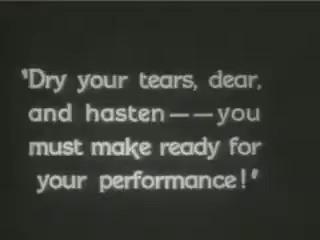 "Dry your tears, dear,
and hasten——you
must make ready for
your performance!"